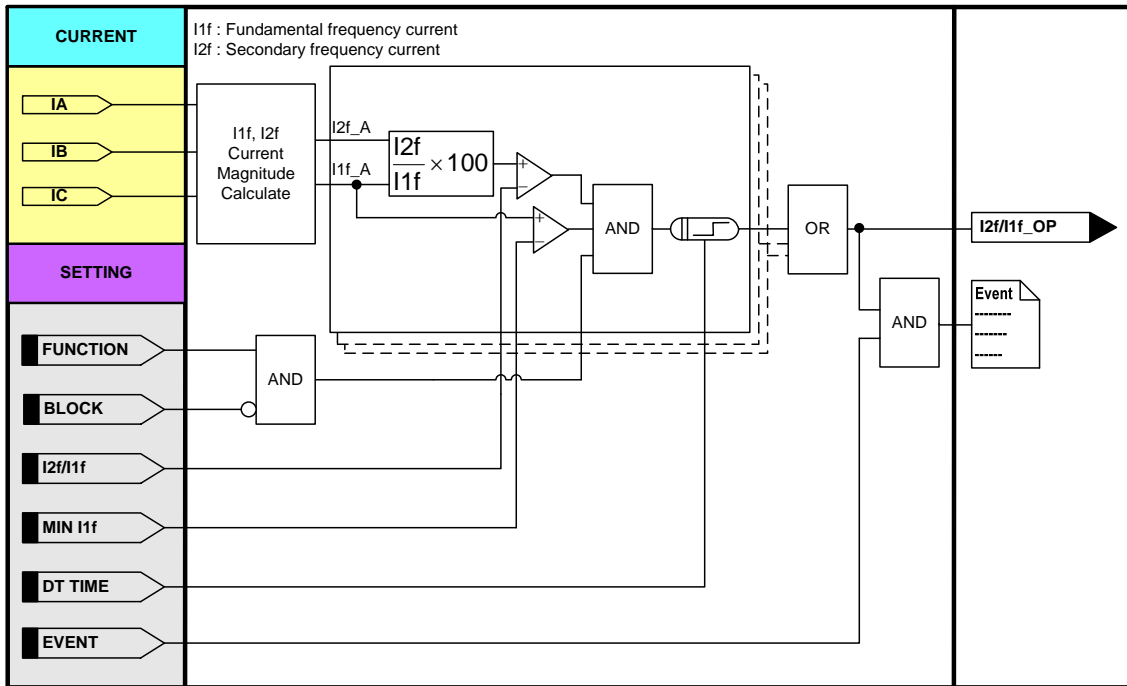 CURRENT
I1f : Fundamental frequency current
I2f : Secondary frequency current
IA
IB
IC
I1f, I2f
Current
Magnitude
Calculate
I2f_A
I1f_A
I2f
I1f
×100
+
−
+
−
AND
OR
I2f/I1f_OP
SETTING
Event
--------
-------
------
AND
FUNCTION
AND
BLOCK
I2f/I1f
MIN I1f
DT TIME
EVENT